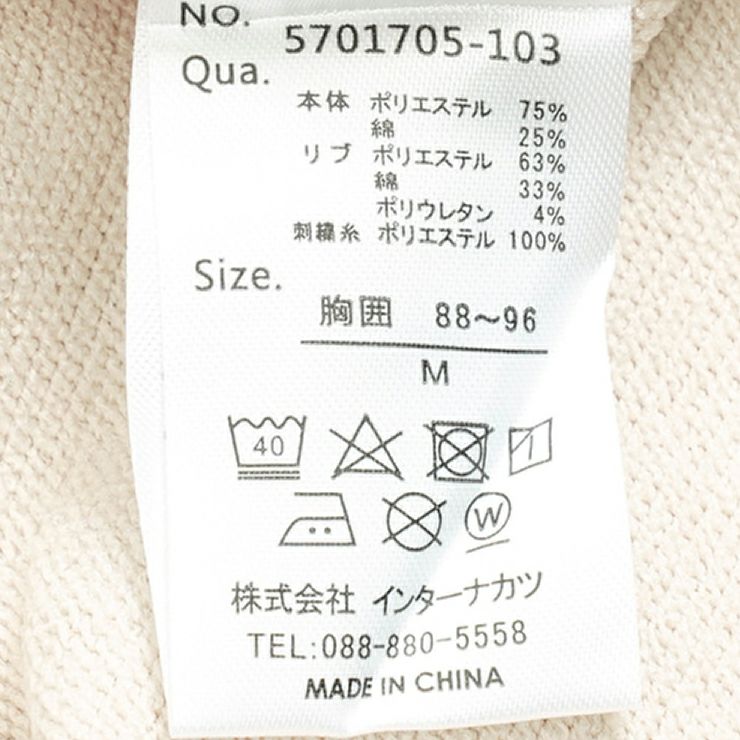 NO. 5701705-103
Qua.
本体 ポリエステル 75%
綿 25%
リブ ポリエステル 63%
綿 33%
ポリウレタン 4%
刺繍糸 ポリエステル 100%
Size.
胸囲 88～96
M
40
W
株式会社 インターナカツ
TEL:088-880-5558
MADE IN CHINA